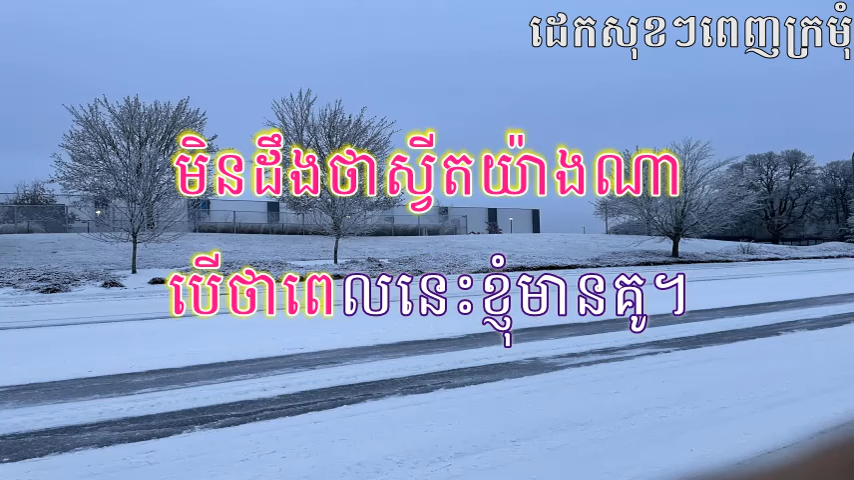 ដេកសុខៗពេញក្រមុំ
មិនដឹងថាស្វីតយ៉ាងណា
បើថាពេលនេះខ្ញុំមានគូៗ